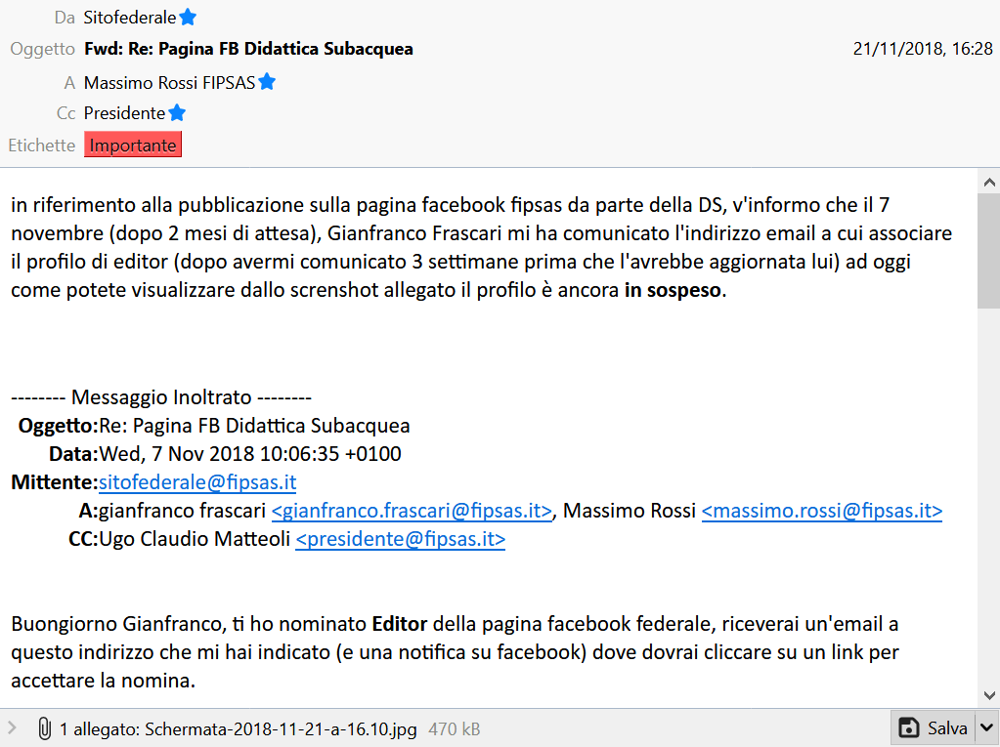 Da Sitofederale
Oggetto Fwd: Re: Pagina FB Didattica Subacquea 21/11/2018, 16:28
A Massimo Rossi FIPSAS
Cc Presidente
Etichette Importante
in riferimento alla pubblicazione sulla pagina facebook fipsas da parte della DS, v'informo che il 7
novembre (dopo 2 mesi di attesa), Gianfranco Frascari mi ha comunicato l'indirizzo email a cui associare
il profilo di editor (dopo avermi comunicato 3 settimane prima che l'avrebbe aggiornata lui) ad oggi
come potete visualizzare dallo screnshot allegato il profilo è ancora in sospeso.
-------- Messaggio Inoltrato --------
Oggetto:Re: Pagina FB Didattica Subacquea
Data:Wed, 7 Nov 2018 10:06:35 +0100
Mittente:sitofederale@fipsas.it
A:gianfranco frascari <gianfranco.frascari@fipsas.it>, Massimo Rossi <massimo.rossi@fipsas.it>
CC:Ugo Claudio Matteoli <presidente@fipsas.it>
Buongiorno Gianfranco, ti ho nominato Editor della pagina facebook federale, riceverai un'email a
questo indirizzo che mi hai indicato (e una notifica su facebook) dove dovrai cliccare su un link per
accettare la nomina.
1 allegato: Schermata-2018-11-21-a-16.10.jpg 470 kB Salva